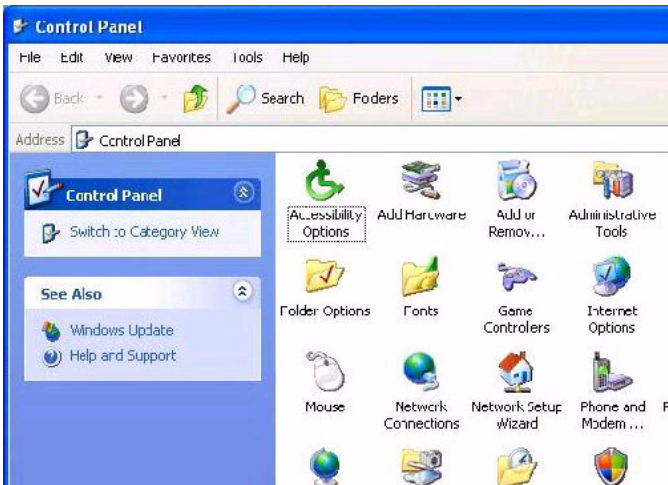 Control Panel
File Edit View Favorites Tools Help
Back Search Foders
Address Control Panel
Control Panel
Switch to Category View
See Also
Windows Update
Help and Support
Accessibility Options
Add Hardware
Add or Remov...
Administrative Tools
Folder Options
Fonts
Game Controlers
Internet Options
Mouse
Network Connections
Network Setup Wizard
Phone and Modem ...